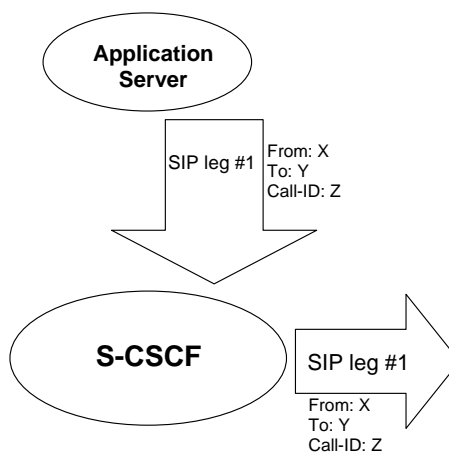 Application
Server
SIP leg #1
From: X
To: Y
Call-ID: Z
S-CSCF
SIP leg #1
From: X
To: Y
Call-ID: Z